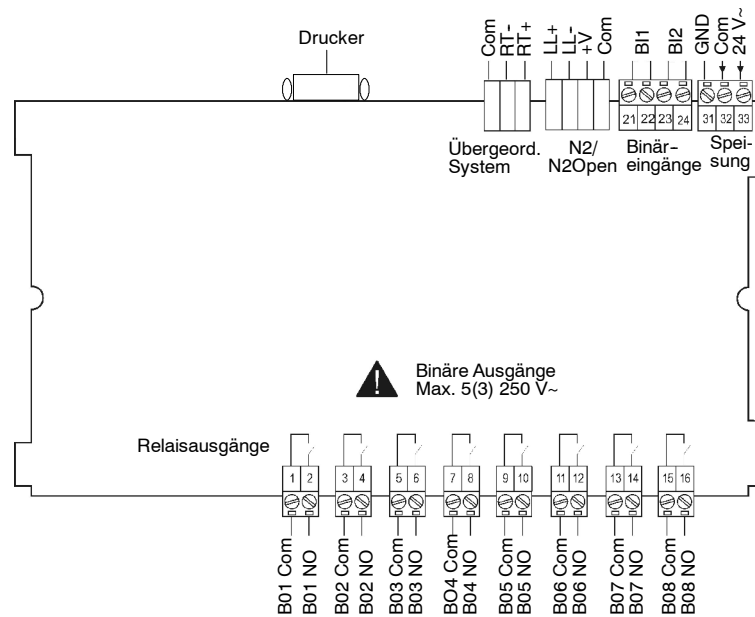 Drucker
Com
RT-
RT+
LL+
LL-
+V
Com
BI1
BI2
GND
Com
24 V~
21 22 23 24
31 32 33
Übergeord.
System
N2/
N2Open
Binär-
eingänge
Spei-
sung
Binäre Ausgänge
Max. 5(3) 250 V~
!
Relaisausgänge
1 2 3 4 5 6 7 8 9 10 11 12 13 14 15 16
B01 Com
B01 NO
B02 Com
B02 NO
B03 Com
B03 NO
BO4 Com
B04 NO
B05 Com
B05 NO
B06 Com
B06 NO
B07 Com
B07 NO
B08 Com
B08 NO